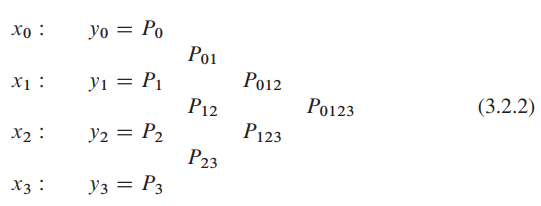 x₀ : y₀ = P₀
P₀₁
x₁ : y₁ = P₁ P₀₁₂
P₁₂ P₀₁₂₃ (3.2.2)
x₂ : y₂ = P₂ P₁₂₃
P₂₃
x₃ : y₃ = P₃